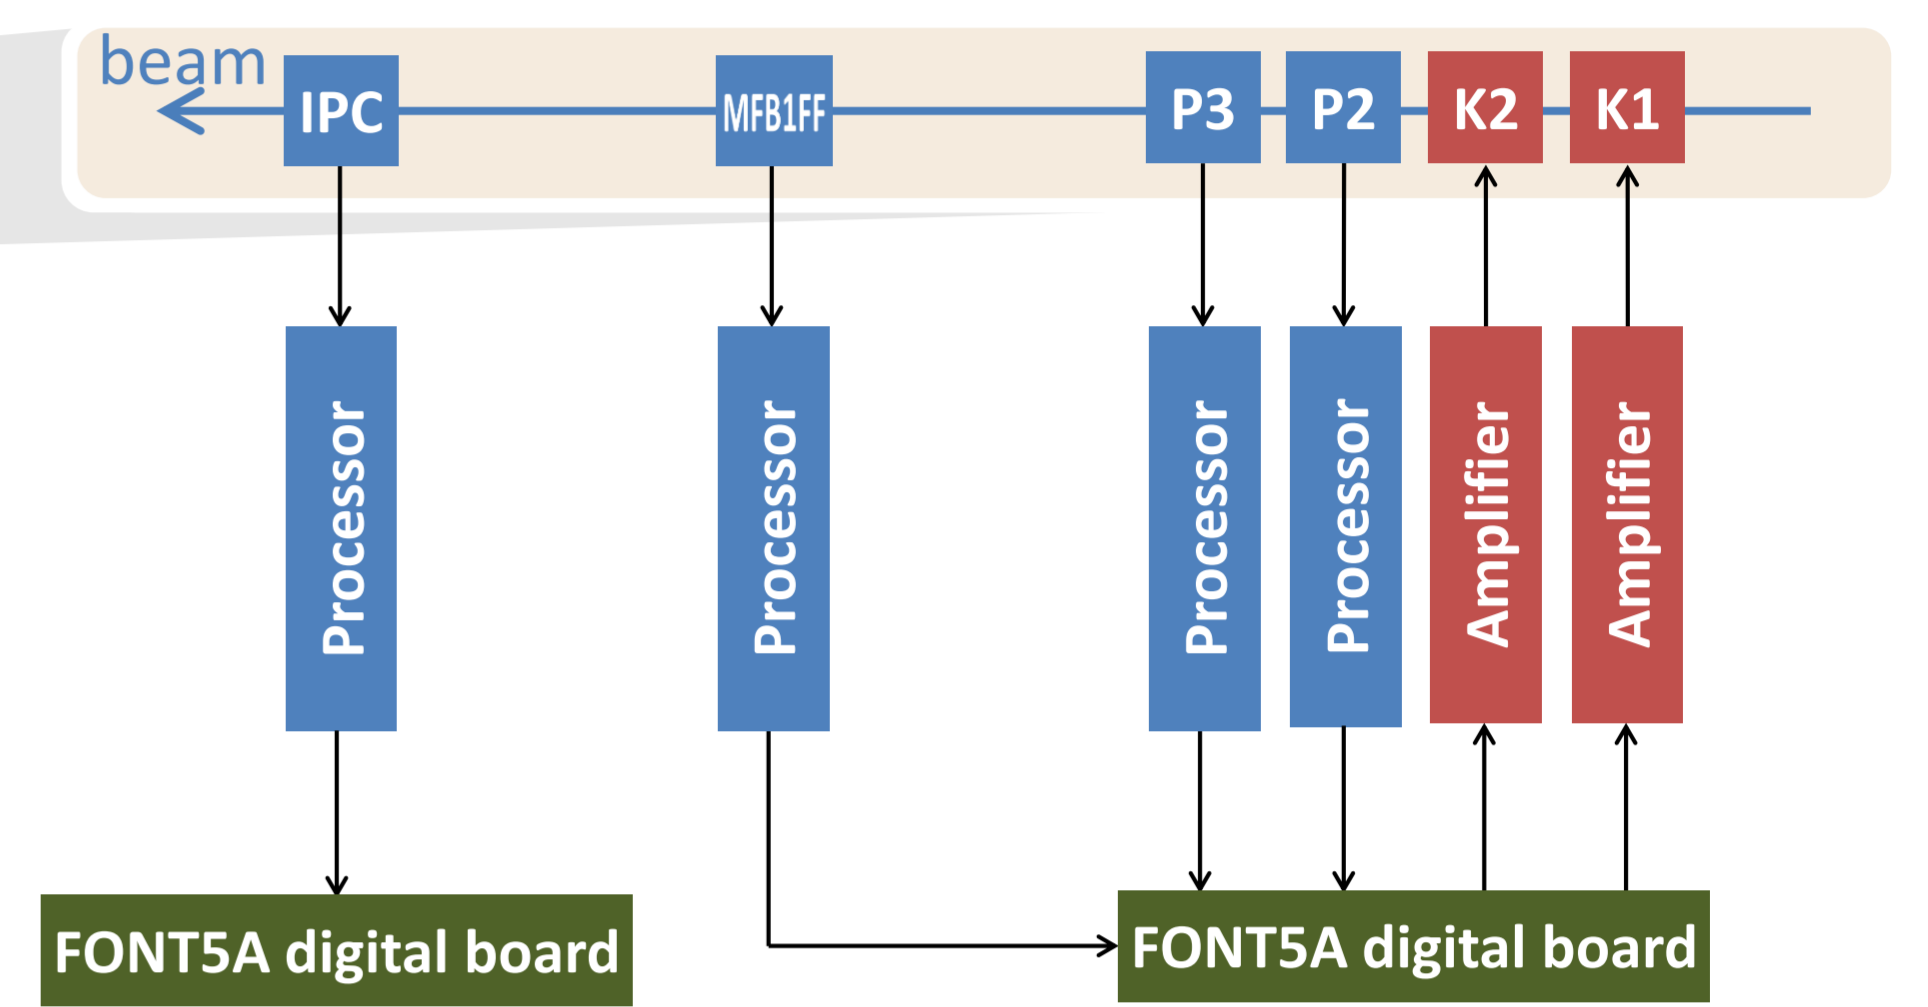 beam
IPC
MFB1FF
P3
P2
K2
K1
Processor
Processor
Processor
Processor
Amplifier
Amplifier
FONT5A digital board
FONT5A digital board